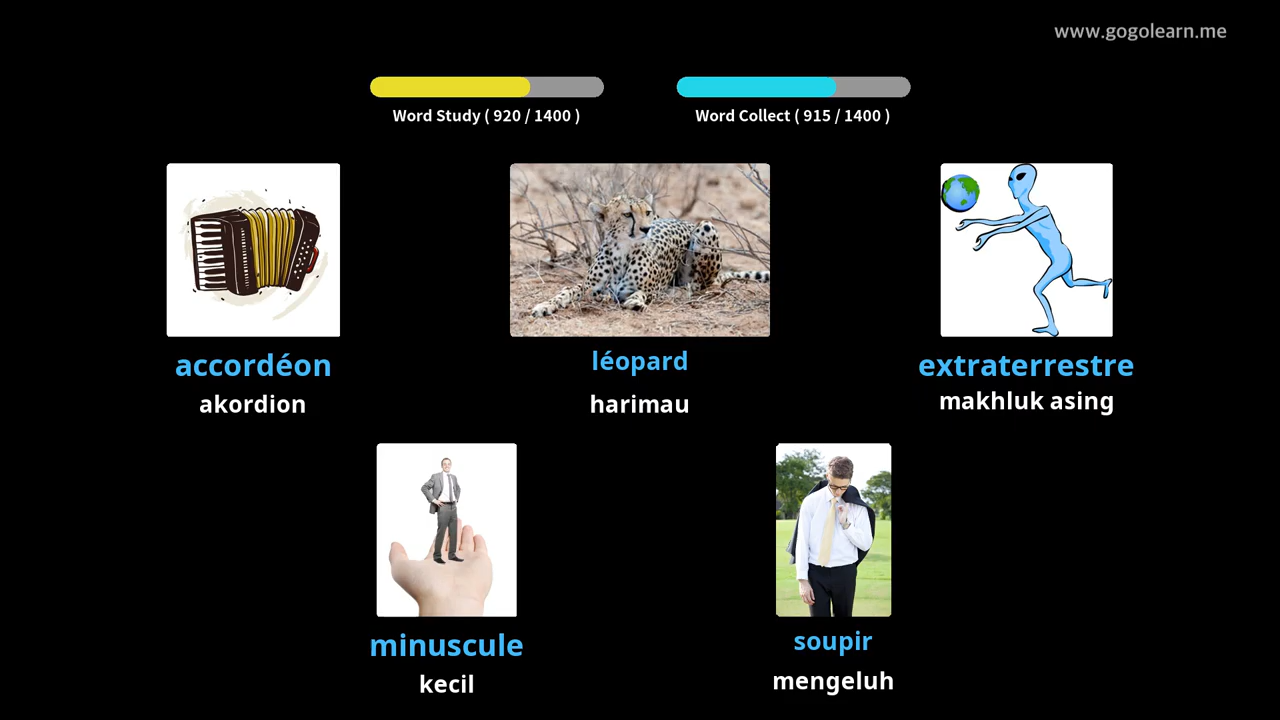 www.gogolearn.me
Word Study ( 920 / 1400 )
Word Collect ( 915 / 1400 )
accordéon
akordion
léopard
harimau
extraterrestre
makhluk asing
minuscule
kecil
soupir
mengeluh